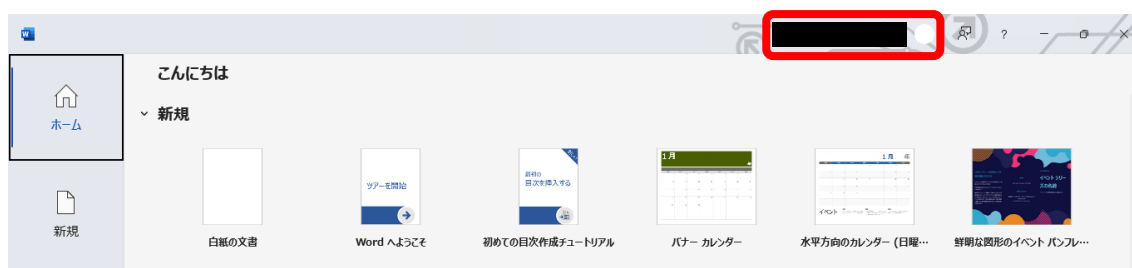 W
?
こんにちは
新規
ホーム
新規
ツアーを開始
最初の
目次を挿入する
1月
1月 年
イベント
イベント シリー
ズの名前
白紙の文書
Word へようこそ
初めての目次作成チュートリアル
バナー カレンダー
水平方向のカレンダー (日曜…
鮮明な図形のイベント パンフレ…